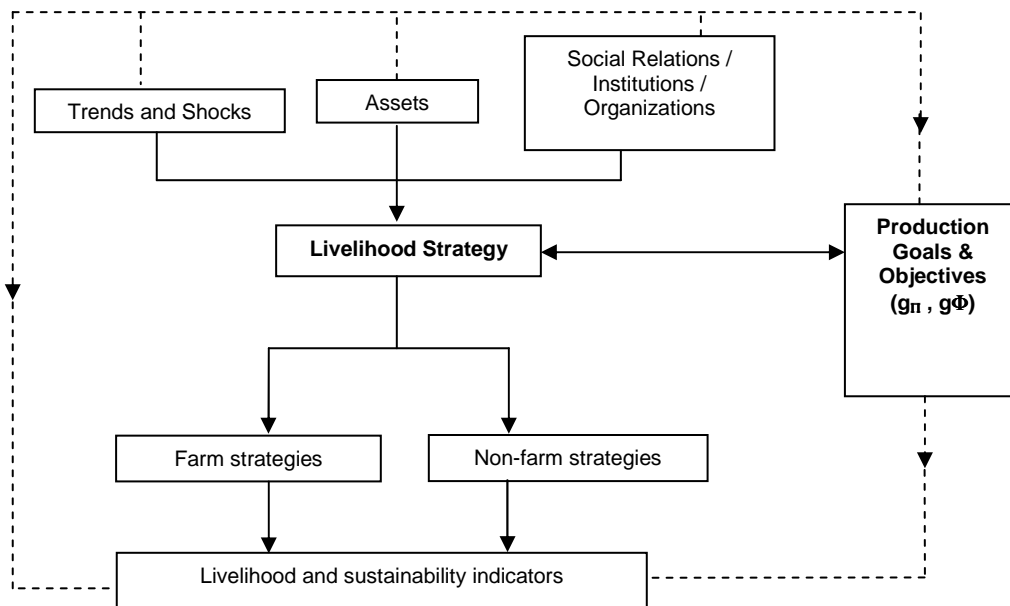 Social Relations /
Institutions /
Organizations
Assets
Trends and Shocks
Livelihood Strategy
Production
Goals &
Objectives
(gπ , gΦ)
Farm strategies
Non-farm strategies
Livelihood and sustainability indicators